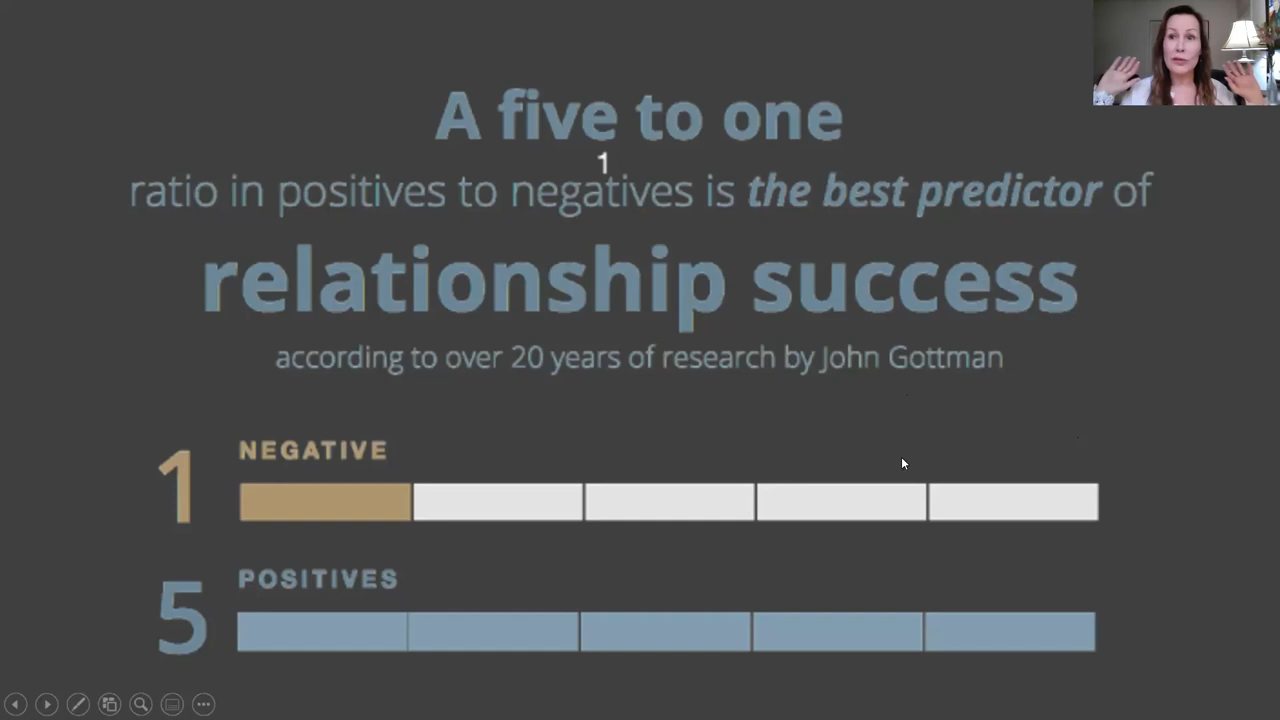 A five to one
1
ratio in positives to negatives is the best predictor of
relationship success
according to over 20 years of research by John Gottman
1 NEGATIVE
5 POSITIVES